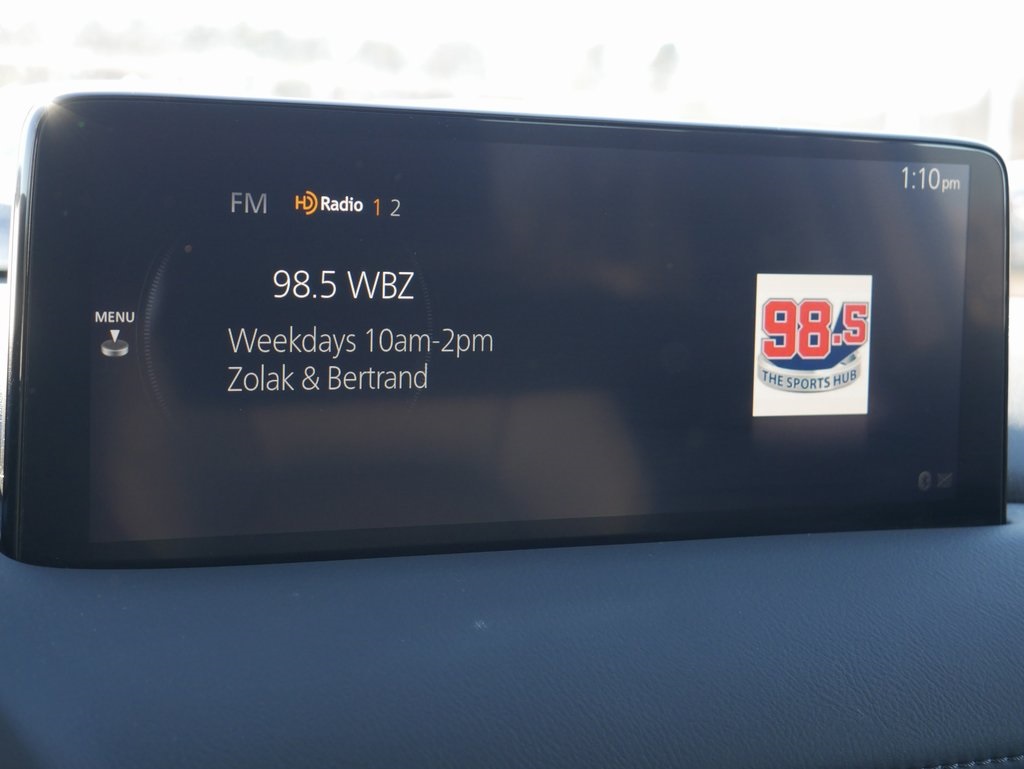 1:10pm
FM HD Radio 1 2
98.5 WBZ
MENU
Weekdays 10am-2pm
Zolak & Bertrand
98.5
THE SPORTS HUB